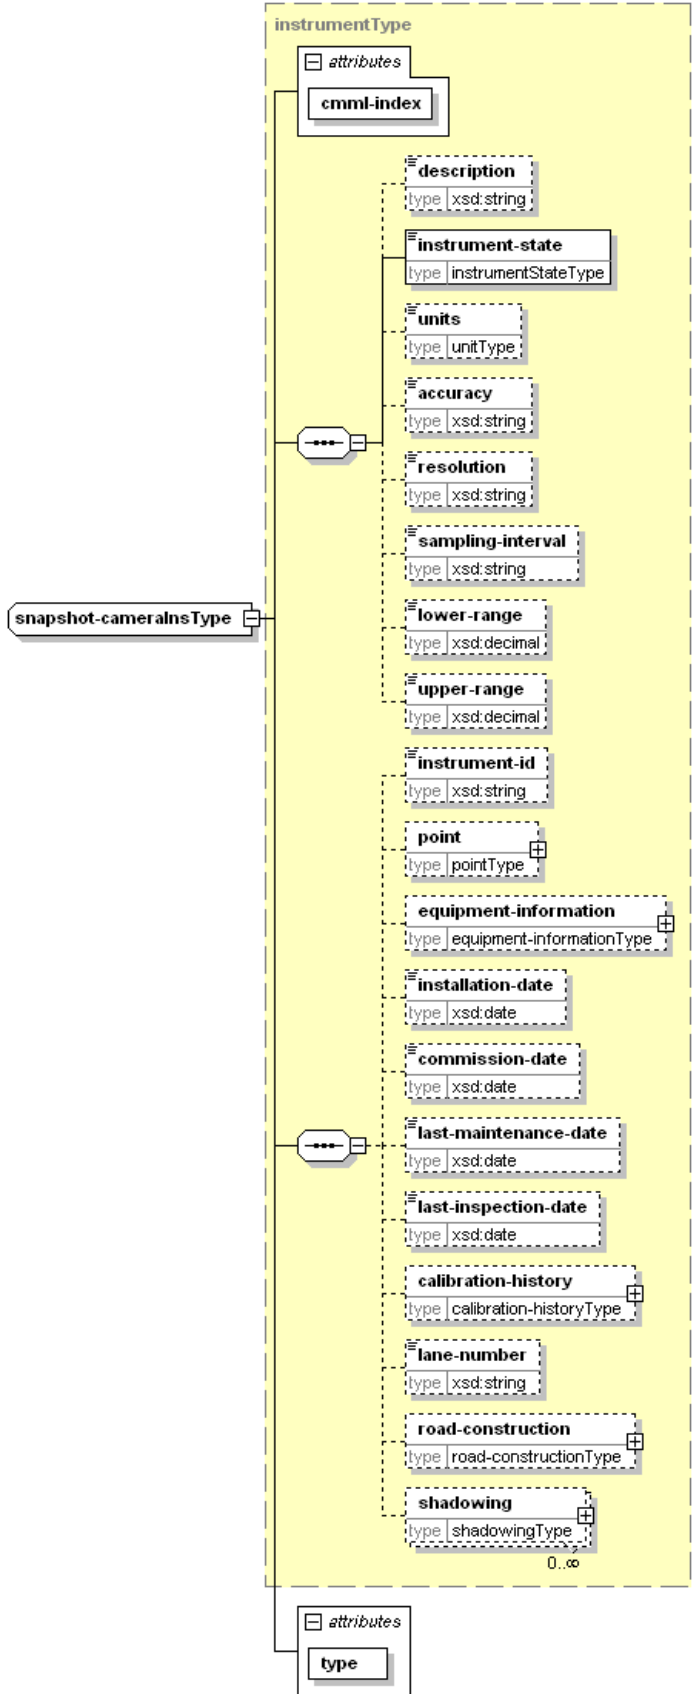 instrumentType
attributes
cmml-index
description
type xsd:string
instrument-state
type instrumentStateType
units
type unitType
accuracy
type xsd:string
resolution
type xsd:string
sampling-interval
type xsd:string
snapshot-cameraInsType
lower-range
type xsd:decimal
upper-range
type xsd:decimal
instrument-id
type xsd:string
point
type pointType
equipment-information
type equipment-informationType
installation-date
type xsd:date
commission-date
type xsd:date
last-maintenance-date
type xsd:date
last-inspection-date
type xsd:date
calibration-history
type calibration-historyType
lane-number
type xsd:string
road-construction
type road-constructionType
shadowing
type shadowingType
0..∞
attributes
type